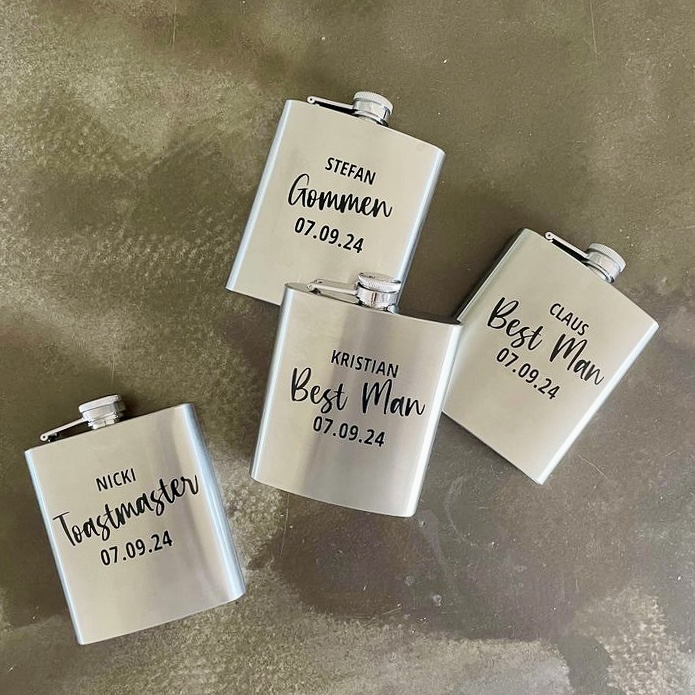 STEFAN
Gommen
07.09.24
CLAUS
Best Man
07.09.24
KRISTIAN
Best Man
07.09.24
NICKI
Toastmaster
07.09.24